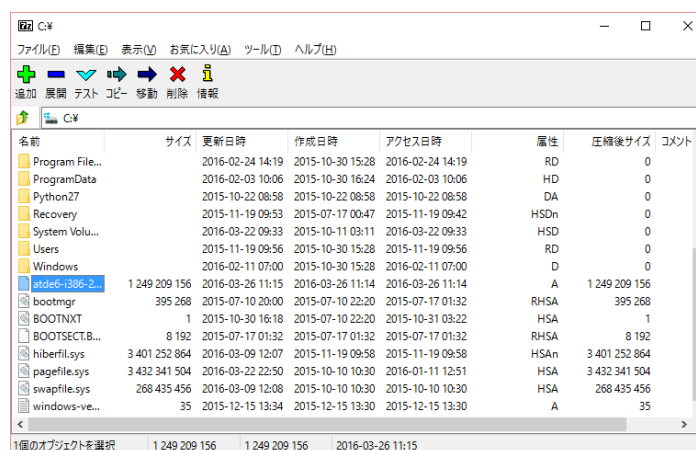 7z C:¥
ファイル(F) 編集(E) 表示(V) お気に入り(A) ツール(T) ヘルプ(H)
追加 展開 テスト コピー 移動 削除 情報
C:¥
名前 サイズ 更新日時 作成日時 アクセス日時 属性 圧縮後サイズ コメント
Program File... 2016-02-24 14:19 2015-10-30 15:28 2016-02-24 14:19 RD 0
ProgramData 2016-02-03 10:06 2015-10-30 16:24 2016-02-03 10:06 HD 0
Python27 2015-10-22 08:58 2015-10-22 08:58 2015-10-22 08:58 DA 0
Recovery 2015-11-19 09:53 2015-07-17 00:47 2015-11-19 09:42 HSDn 0
System Volu... 2016-03-22 09:33 2015-10-11 03:11 2016-03-22 09:33 HSD 0
Users 2015-11-19 09:56 2015-10-30 15:28 2015-11-19 09:56 RD 0
Windows 2016-02-11 07:00 2015-10-30 15:28 2016-02-11 07:00 D 0
atde6-i386-2... 1 249 209 156 2016-03-26 11:15 2016-03-26 11:14 2016-03-26 11:14 A 1 249 209 156
bootmgr 395 268 2015-07-10 20:00 2015-07-10 22:20 2015-07-17 01:32 RHSA 395 268
BOOTNXT 1 2015-10-30 16:18 2015-07-10 22:20 2015-10-31 03:22 HSA 1
BOOTSECT.B... 8 192 2015-07-17 01:32 2015-07-17 01:32 2015-07-17 01:32 RHSA 8 192
hiberfil.sys 3 401 252 864 2016-03-09 12:07 2015-11-19 09:58 2015-11-19 09:58 HSAn 3 401 252 864
pagefile.sys 3 432 341 504 2016-03-22 22:50 2015-10-10 10:30 2016-01-11 12:51 HSA 3 432 341 504
swapfile.sys 268 435 456 2016-03-09 12:08 2015-10-10 10:30 2015-10-10 10:30 HSA 268 435 456
windows-ve... 35 2015-12-15 13:34 2015-12-15 13:30 2015-12-15 13:30 A 35
1個のオブジェクトを選択 1 249 209 156 1 249 209 156 2016-03-26 11:15